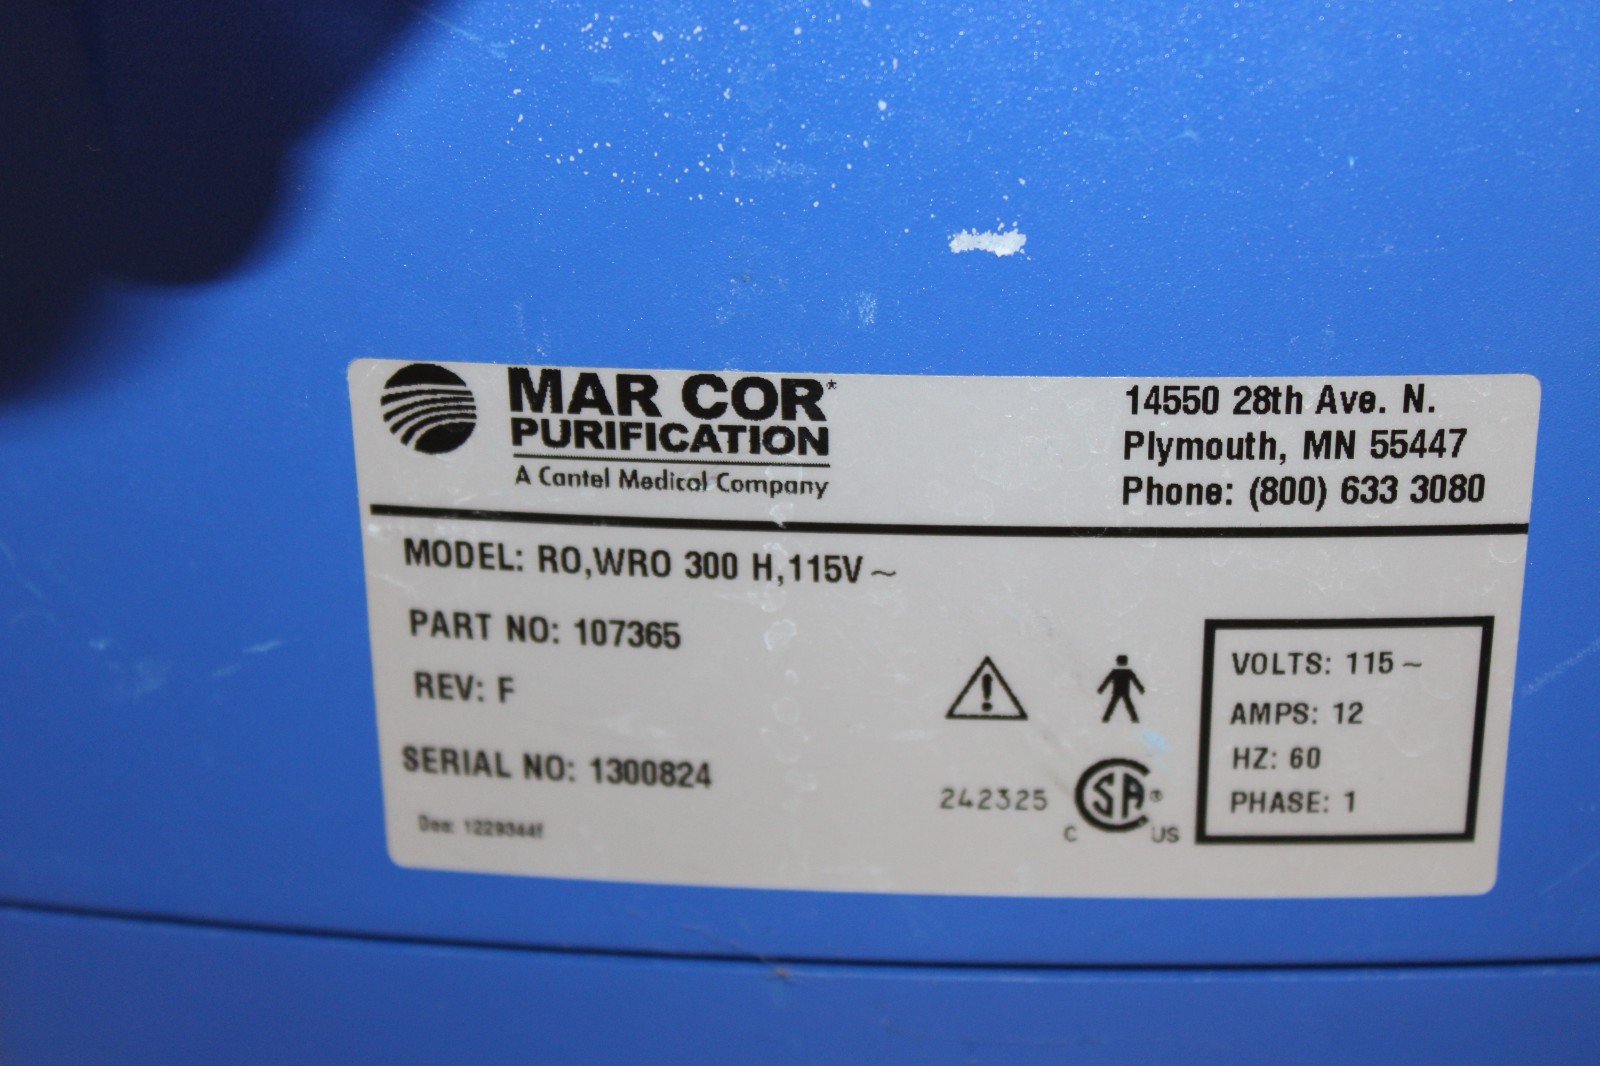 MAR COR*
PURIFICATION
A Cantel Medical Company
14550 28th Ave. N.
Plymouth, MN 55447
Phone: (800) 633 3080
MODEL: RO,WRO 300 H,115V~
PART NO: 107365
REV: F
SERIAL NO: 1300824
242325
CSA®
C US
VOLTS: 115~
AMPS: 12
HZ: 60
PHASE: 1